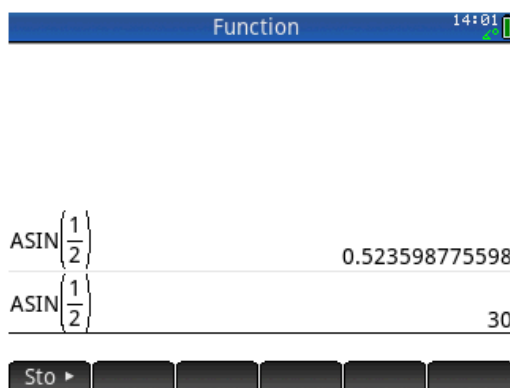 Function 14:01
∠°
ASIN(1/2)
0.523598775598
ASIN(1/2)
30
Sto ▸